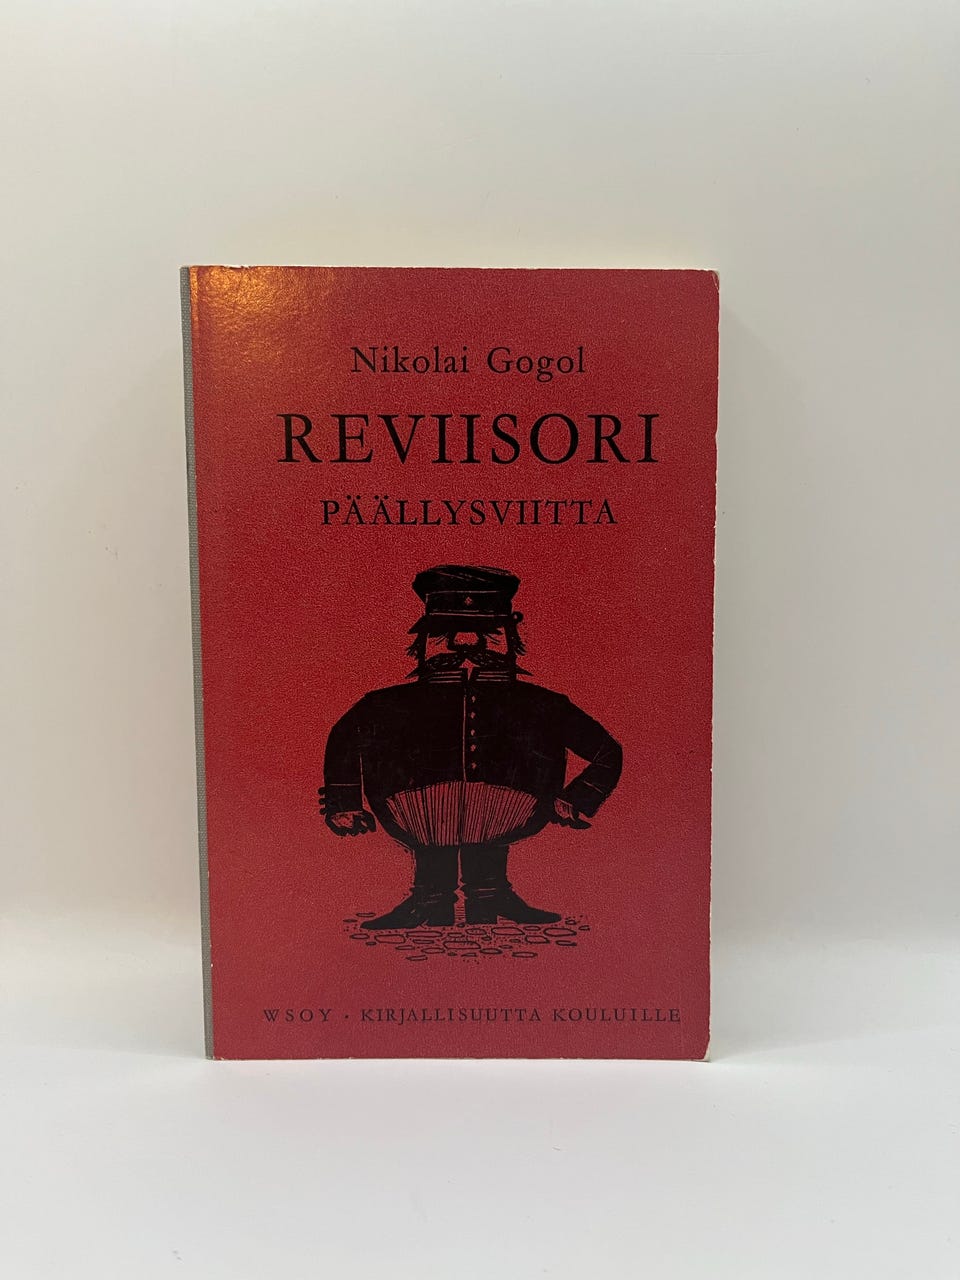 Nikolai Gogol
REVIISORI
PÄÄLLYSVIITTA
WSOY · KIRJALLISUUTTA KOULUILLE